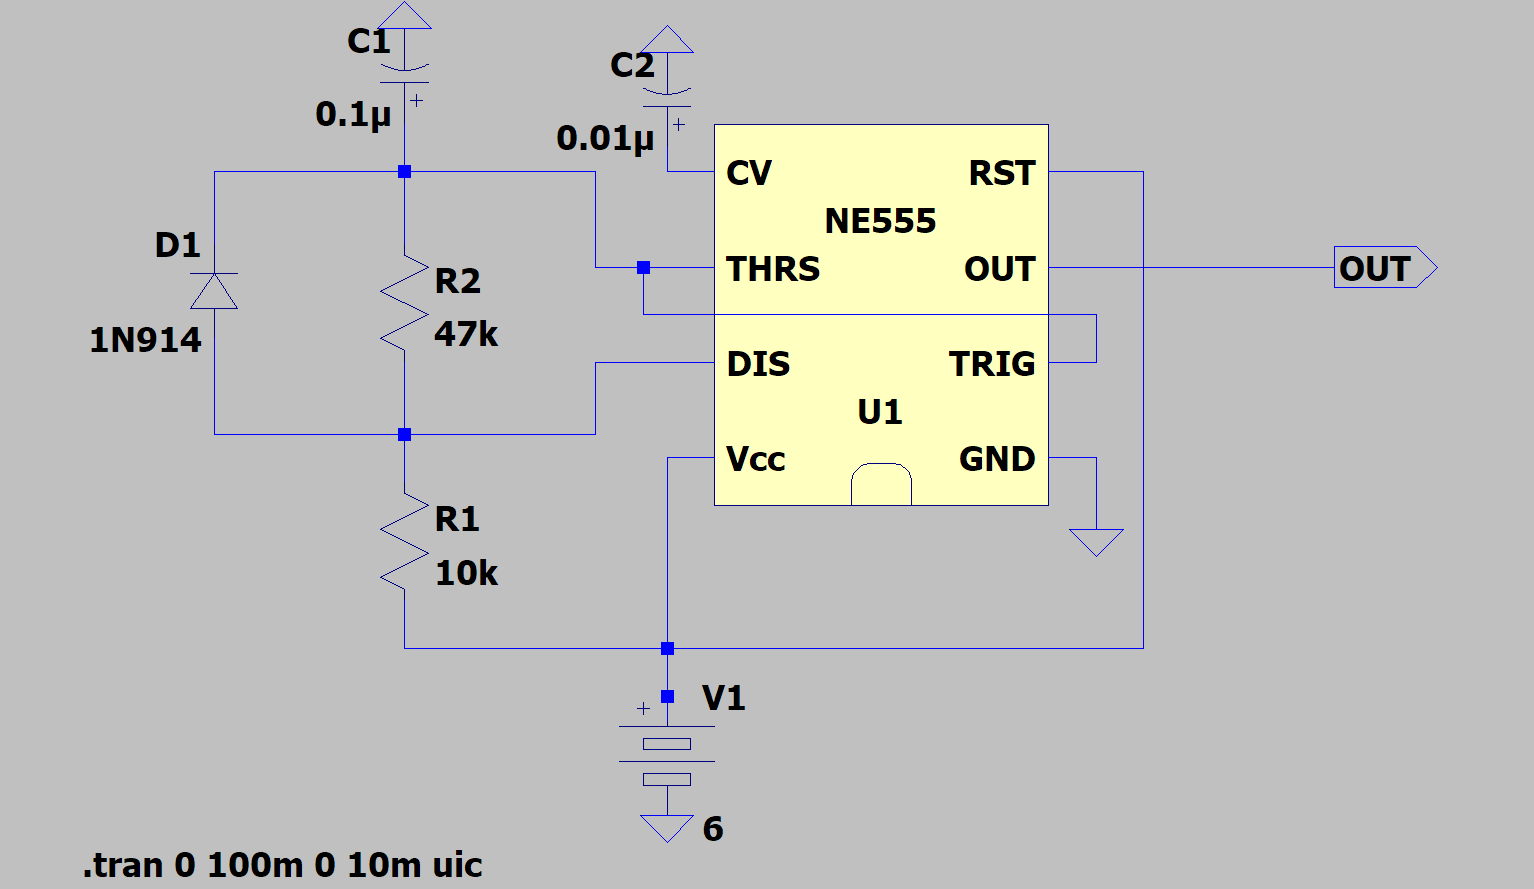 C1
0.1µ
C2
0.01µ
CV
RST
NE555
D1
THRS
OUT
OUT
R2
47k
1N914
DIS
TRIG
U1
Vcc
GND
R1
10k
V1
6
.tran 0 100m 0 10m uic